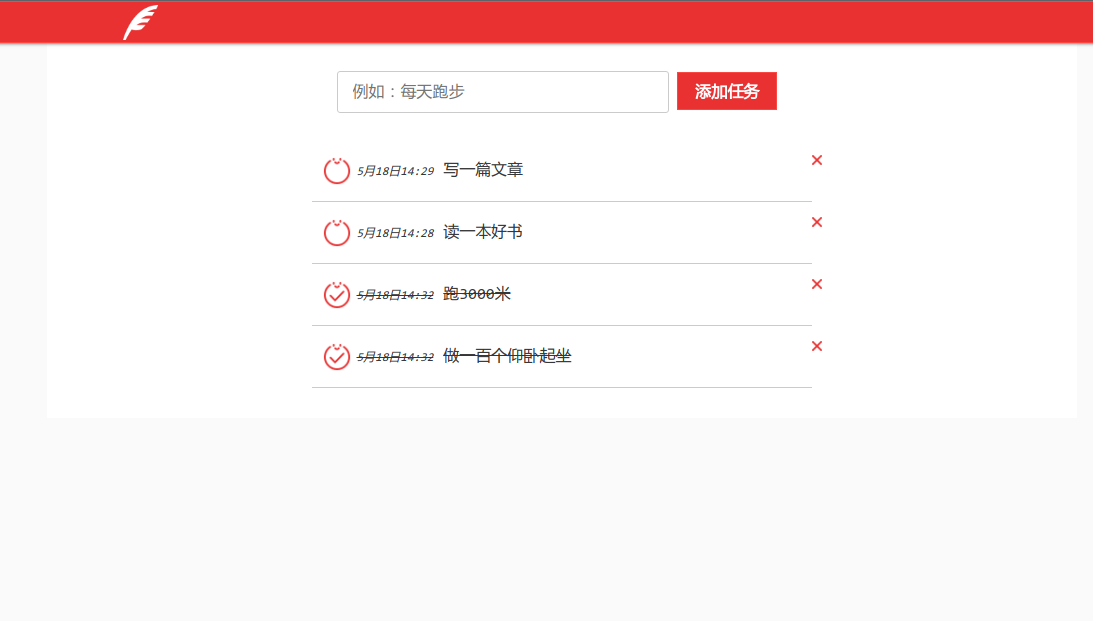 例如：每天跑步 添加任务
5月18日14:29 写一篇文章
5月18日14:28 读一本好书
5月18日14:32 跑3000米
5月18日14:32 做一百个仰卧起坐